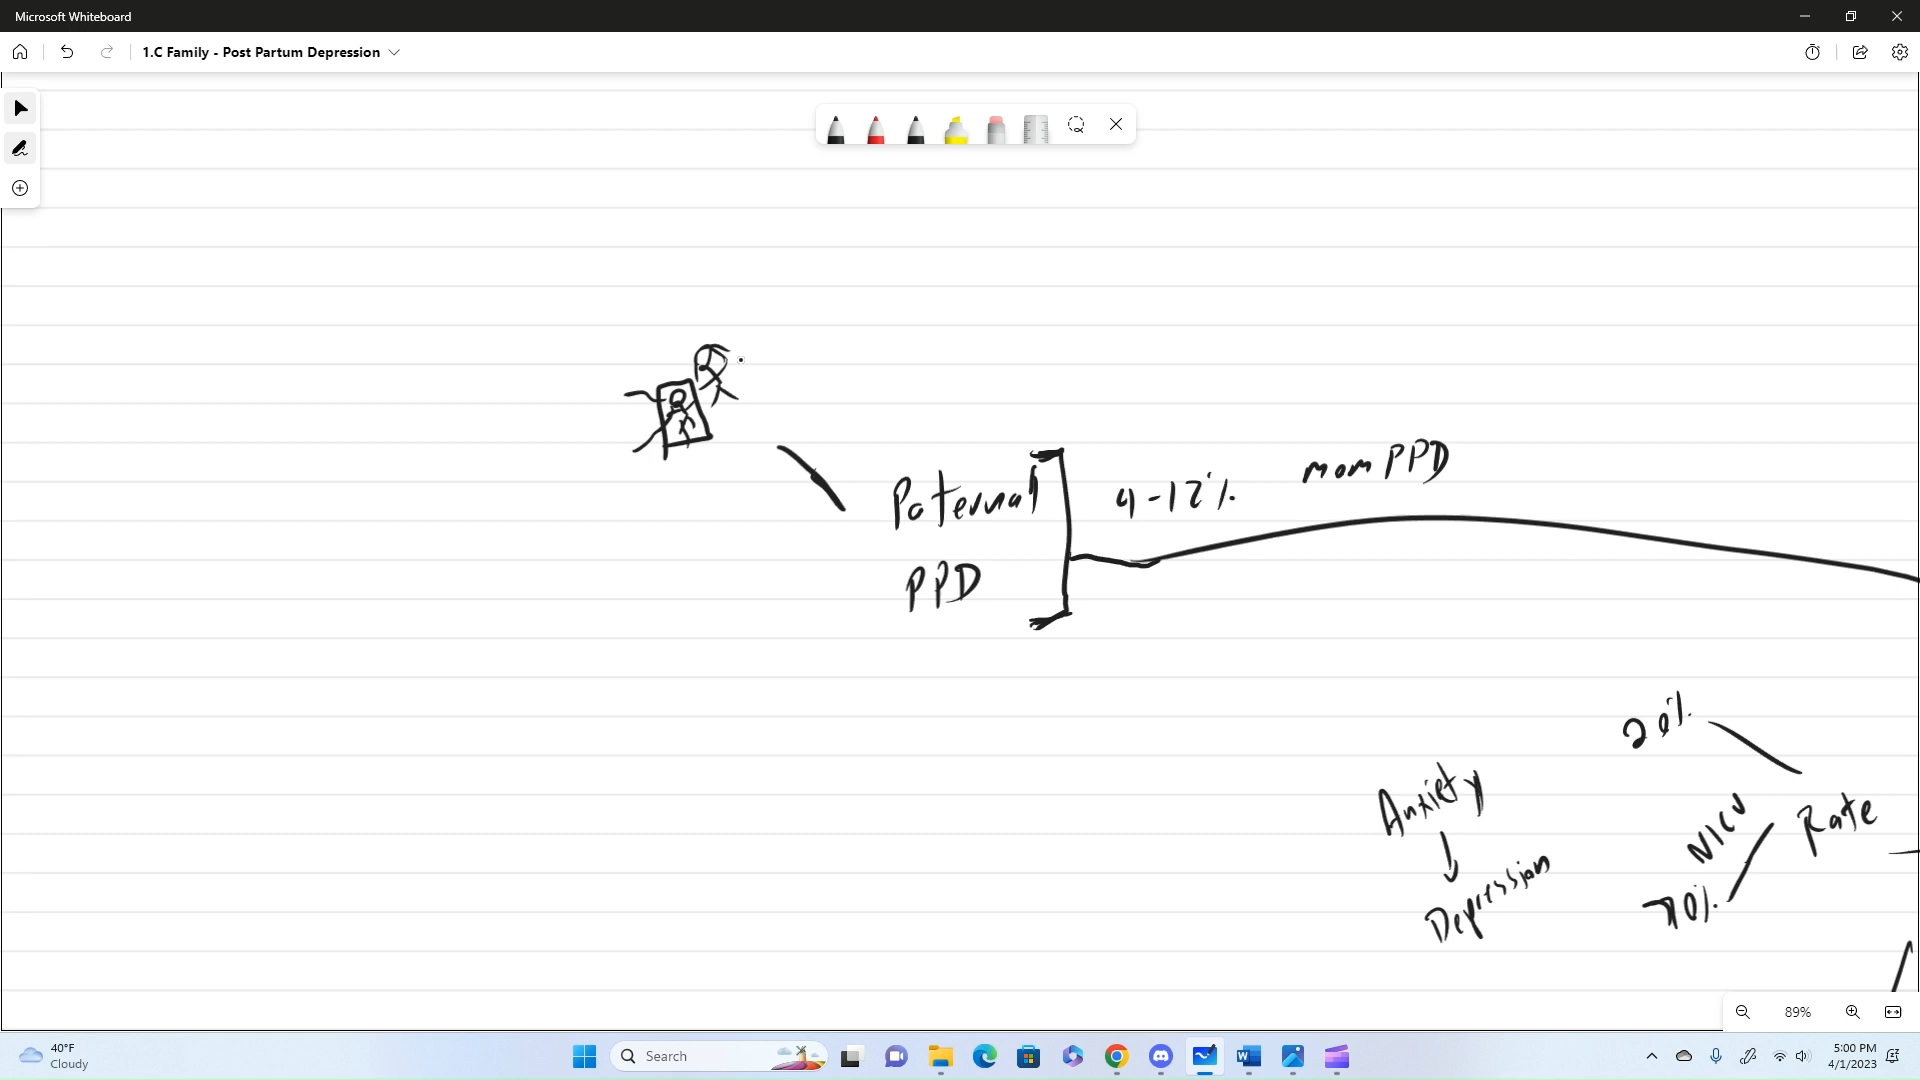 Microsoft Whiteboard
1.C Family - Post Partum Depression
mom PPD
Paternal
4-12%
PPD
20%
Anxiety
NICU
Rate
Depression
70%
89%
40°F
Cloudy
Search
5:00 PM
4/1/2023